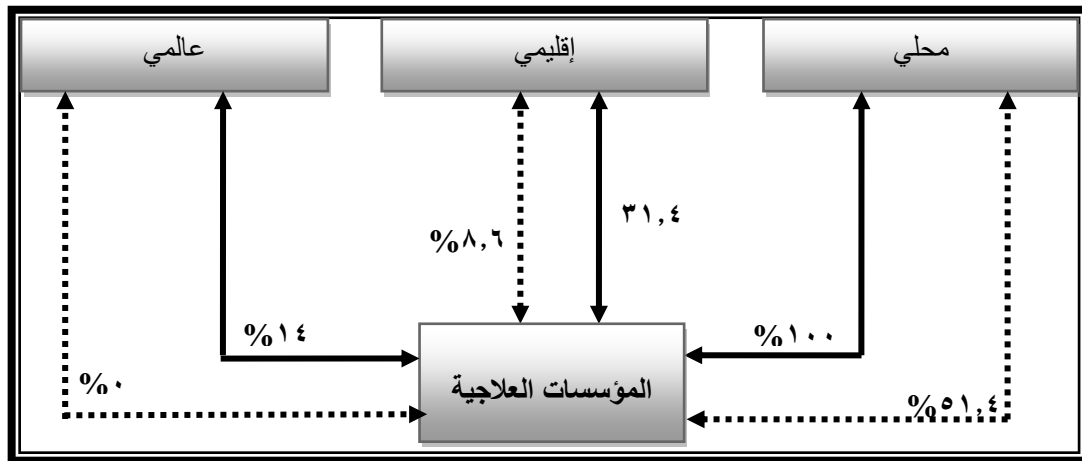 محلي
إقليمي
عالمي
٣١,٤
%٨,٦
%١٤
%١٠٠
المؤسسات العلاجية
%٠
%٥١,٤